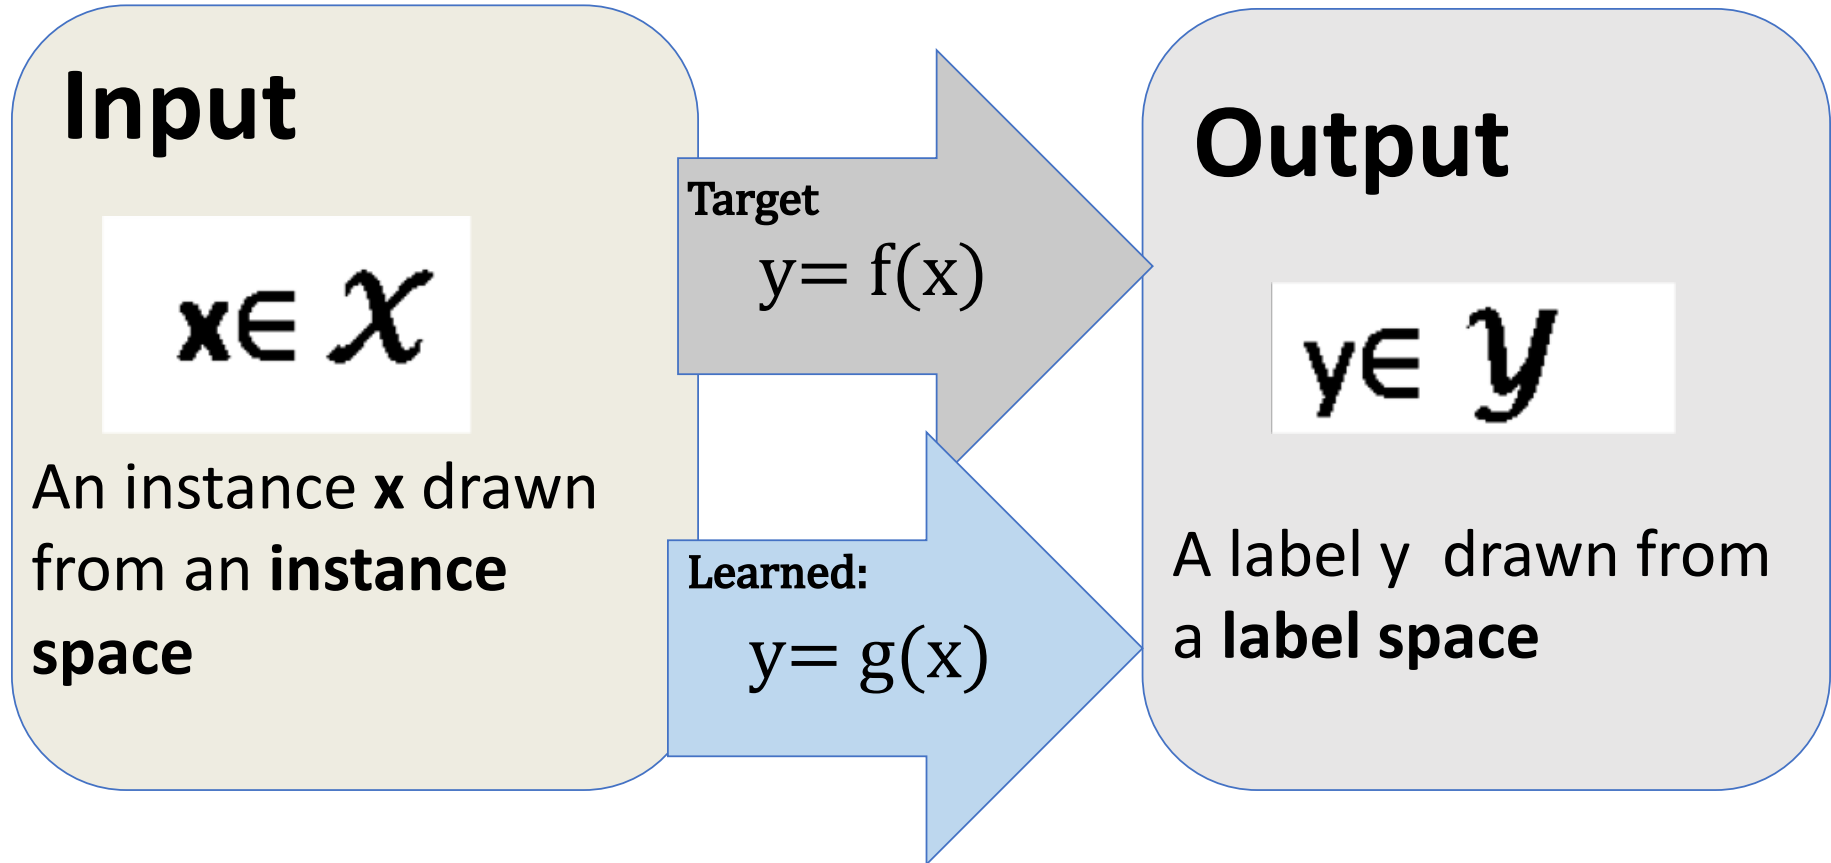 Input
x∈ 𝒳
An instance x drawn
from an instance
space
Target
y= f(x)
Learned:
y= g(x)
Output
y∈ 𝒴
A label y drawn from
a label space